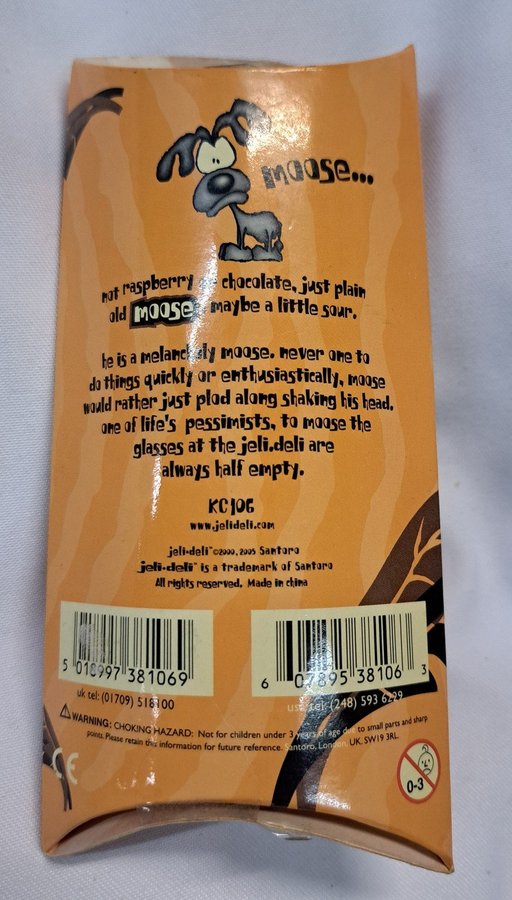 moose...
not raspberry or chocolate, just plain
old moose, maybe a little sour.
he is a melancholy moose. never one to
do things quickly or enthusiastically, moose
would rather just plod along shaking his head.
one of life's pessimists, to moose the
glasses at the jeli.deli are
always half empty.
KC106
www.jelideli.com
jeli·deli ©2000, 2005 Santoro
jeli·deli™ is a trademark of Santoro
All rights reserved. Made in china
5 018997 381069
6 07895 38106 3
uk tel: (01709) 518100
usa tel: (248) 593 6299
WARNING: CHOKING HAZARD: Not for children under 3 years of age due to small parts and sharp
points. Please retain this information for future reference. Santoro, London, UK. SW19 3RL.
CE
0-3